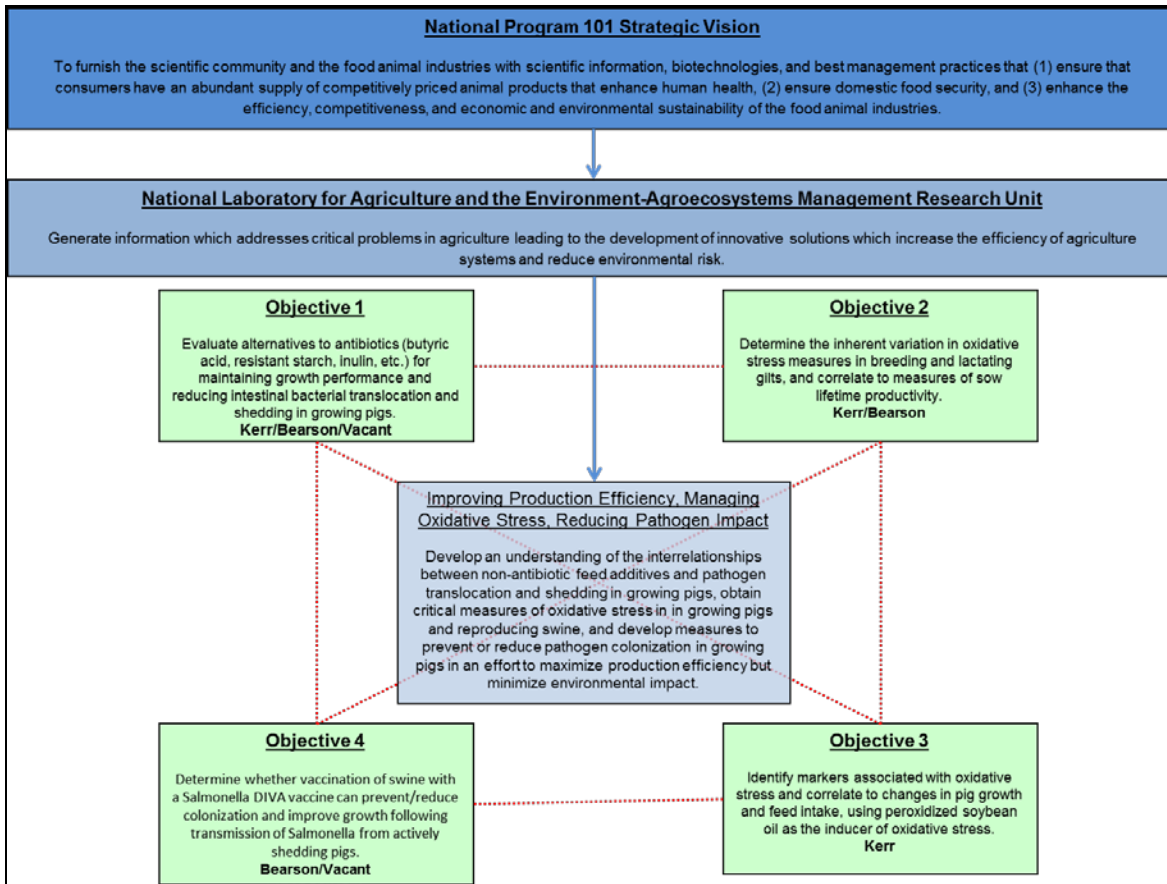 National Program 101 Strategic Vision
To furnish the scientific community and the food animal industries with scientific information, biotechnologies, and best management practices that (1) ensure that
consumers have an abundant supply of competitively priced animal products that enhance human health, (2) ensure domestic food security, and (3) enhance the
efficiency, competitiveness, and economic and environmental sustainability of the food animal industries.
National Laboratory for Agriculture and the Environment-Agroecosystems Management Research Unit
Generate information which addresses critical problems in agriculture leading to the development of innovative solutions which increase the efficiency of agriculture
systems and reduce environmental risk.
Objective 1
Evaluate alternatives to antibiotics (butyric
acid, resistant starch, inulin, etc.) for
maintaining growth performance and
reducing intestinal bacterial translocation and
shedding in growing pigs.
Kerr/Bearson/Vacant
Objective 2
Determine the inherent variation in oxidative
stress measures in breeding and lactating
gilts, and correlate to measures of sow
lifetime productivity.
Kerr/Bearson
Improving Production Efficiency, Managing
Oxidative Stress, Reducing Pathogen Impact
Develop an understanding of the interrelationships
between non-antibiotic feed additives and pathogen
translocation and shedding in growing pigs, obtain
critical measures of oxidative stress in in growing pigs
and reproducing swine, and develop measures to
prevent or reduce pathogen colonization in growing
pigs in an effort to maximize production efficiency but
minimize environmental impact.
Objective 4
Determine whether vaccination of swine with
a Salmonella DIVA vaccine can prevent/reduce
colonization and improve growth following
transmission of Salmonella from actively
shedding pigs.
Bearson/Vacant
Objective 3
Identify markers associated with oxidative
stress and correlate to changes in pig growth
and feed intake, using peroxidized soybean
oil as the inducer of oxidative stress.
Kerr